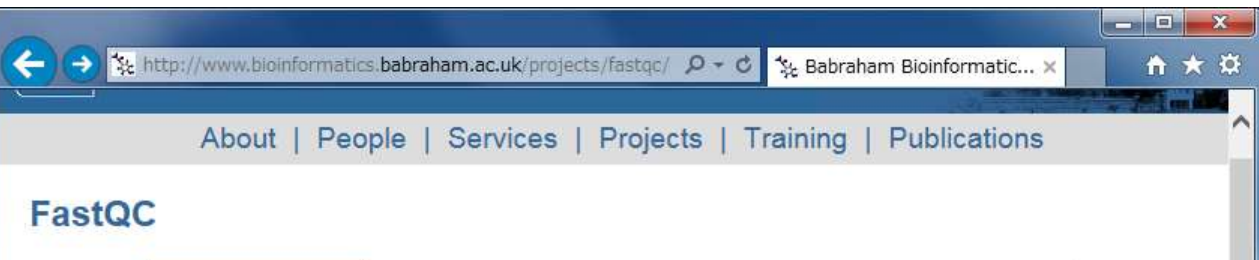 http://www.bioinformatics.babraham.ac.uk/projects/fastqc/ Babraham Bioinformatic...
About | People | Services | Projects | Training | Publications
FastQC